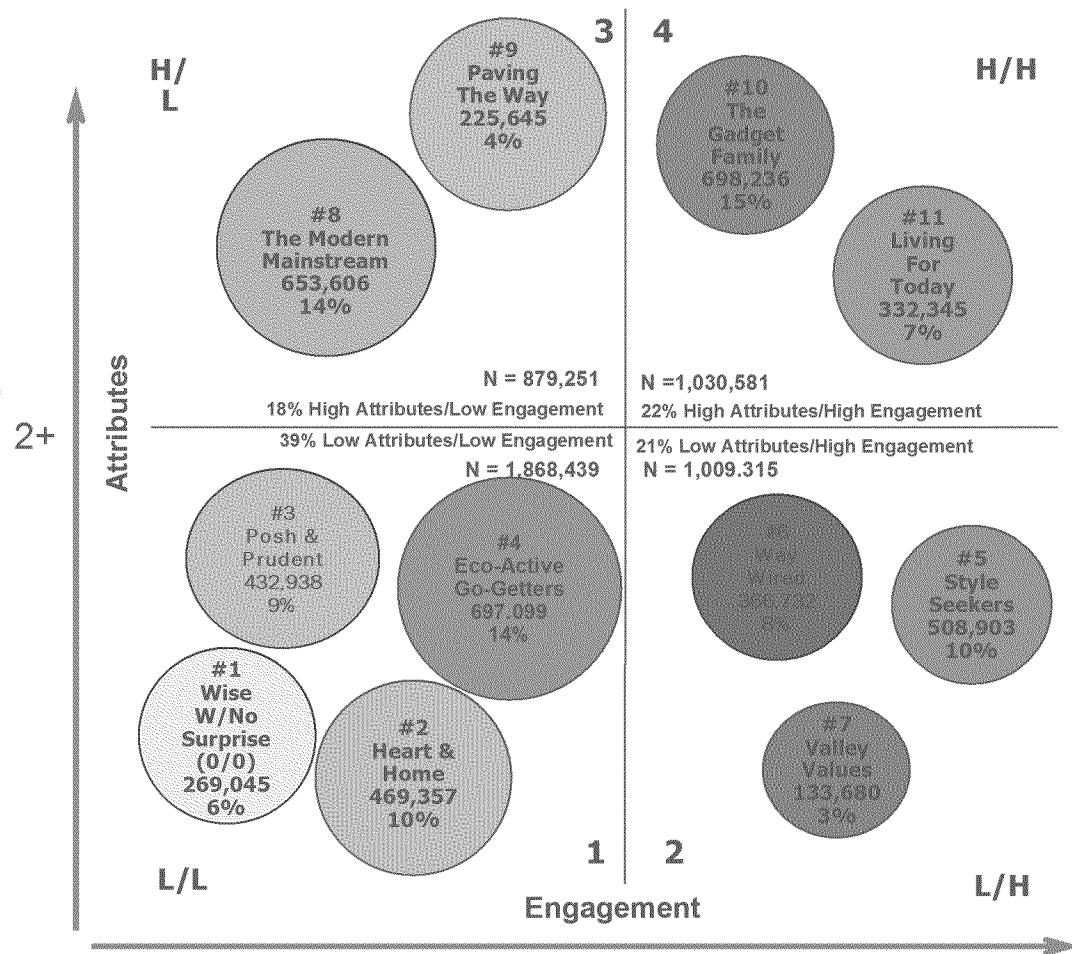 3
4
H/
L
H/H
#9
Paving
The Way
225,645
4%
#10
The
Gadget
Family
698,236
15%
#8
The Modern
Mainstream
653,606
14%
#11
Living
For
Today
332,345
7%
N = 879,251
N =1,030,581
18% High Attributes/Low Engagement
22% High Attributes/High Engagement
2+
Attributes
39% Low Attributes/Low Engagement
21% Low Attributes/High Engagement
N = 1,868,439
N = 1,009.315
#3
Posh &
Prudent
432,938
9%
#4
Eco-Active
Go-Getters
697.099
14%
#6
Way
Wired
366,732
8%
#5
Style
Seekers
508,903
10%
#1
Wise
W/No
Surprise
(0/0)
269,045
6%
#2
Heart &
Home
469,357
10%
#7
Valley
Values
133,680
3%
1
2
L/L
L/H
Engagement